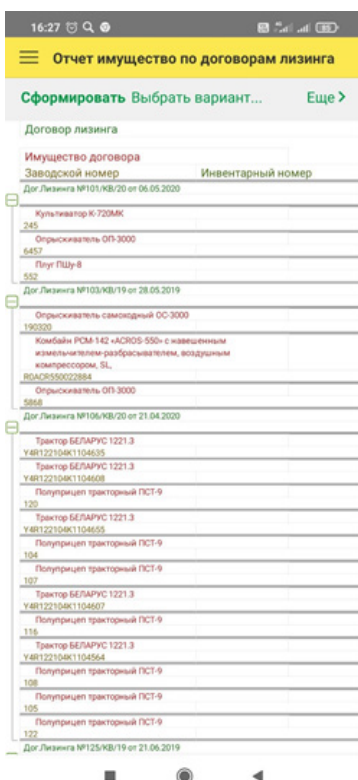 16:27
85
Отчет имущество по договорам лизинга
Сформировать Выбрать вариант... Еще
Договор лизинга
Имущество договора
Заводской номер Инвентарный номер
Дог.Лизинга №101/КВ/20 от 06.05.2020
Культиватор К-720МК
245
Опрыскиватель ОП-3000
6457
Плуг ПШу-8
552
Дог.Лизинга №103/КВ/19 от 28.05.2019
Опрыскиватель самоходный ОС-3000
190320
Комбайн РСМ-142 «ACROS-550» с навешенным
измельчителем-разбрасывателем, воздушным
компрессором, SL,
R0ACR550022884
Опрыскиватель ОП-3000
5868
Дог.Лизинга №106/КВ/20 от 21.04.2020
Трактор БЕЛАРУС 1221.3
Y4R122104K1104635
Трактор БЕЛАРУС 1221.3
Y4R122104K1104608
Полуприцеп тракторный ПСТ-9
120
Трактор БЕЛАРУС 1221.3
Y4R122104K1104655
Полуприцеп тракторный ПСТ-9
104
Полуприцеп тракторный ПСТ-9
107
Трактор БЕЛАРУС 1221.3
Y4R122104K1104607
Полуприцеп тракторный ПСТ-9
116
Трактор БЕЛАРУС 1221.3
Y4R122104K1104564
Полуприцеп тракторный ПСТ-9
108
Полуприцеп тракторный ПСТ-9
105
Полуприцеп тракторный ПСТ-9
122
Дог.Лизинга №125/КВ/19 от 21.06.2019